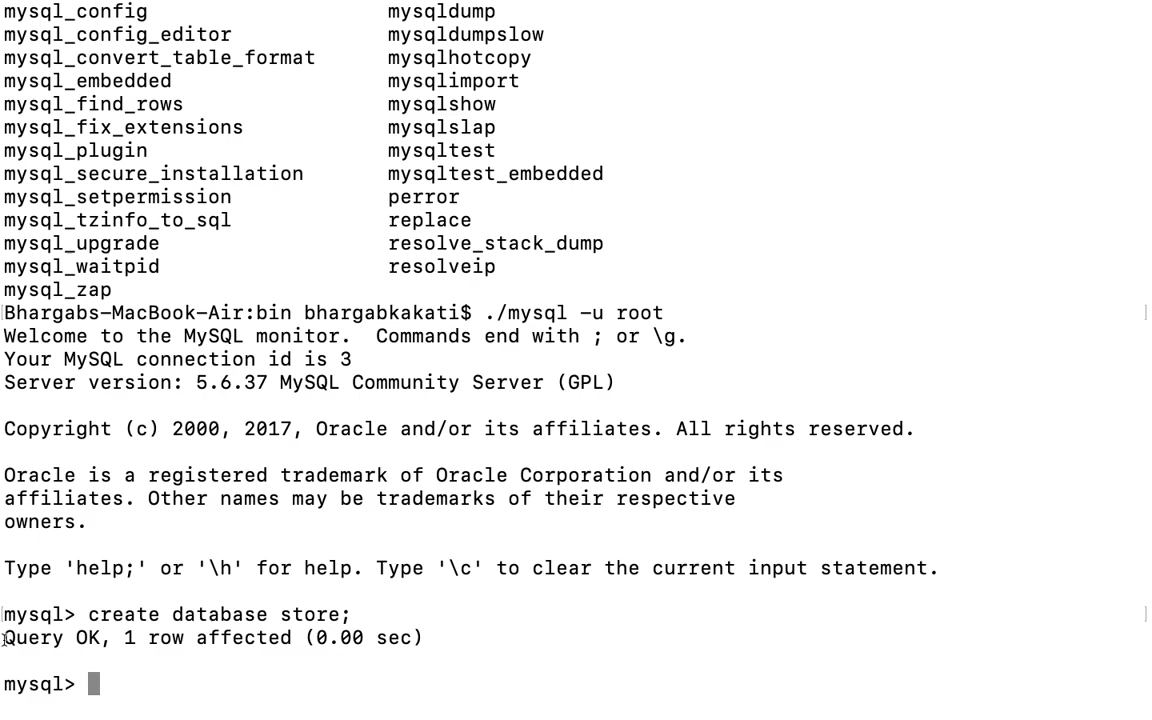 mysql_config                    mysqldump
mysql_config_editor             mysqldumpslow
mysql_convert_table_format      mysqlhotcopy
mysql_embedded                  mysqlimport
mysql_find_rows                 mysqlshow
mysql_fix_extensions            mysqlslap
mysql_plugin                    mysqltest
mysql_secure_installation       mysqltest_embedded
mysql_setpermission             perror
mysql_tzinfo_to_sql             replace
mysql_upgrade                   resolve_stack_dump
mysql_waitpid                   resolveip
mysql_zap
Bhargabs-MacBook-Air:bin bhargabkakati$ ./mysql -u root
Welcome to the MySQL monitor.  Commands end with ; or \g.
Your MySQL connection id is 3
Server version: 5.6.37 MySQL Community Server (GPL)
Copyright (c) 2000, 2017, Oracle and/or its affiliates. All rights reserved.
Oracle is a registered trademark of Oracle Corporation and/or its
affiliates. Other names may be trademarks of their respective
owners.
Type 'help;' or '\h' for help. Type '\c' to clear the current input statement.
mysql> create database store;
Query OK, 1 row affected (0.00 sec)
mysql>